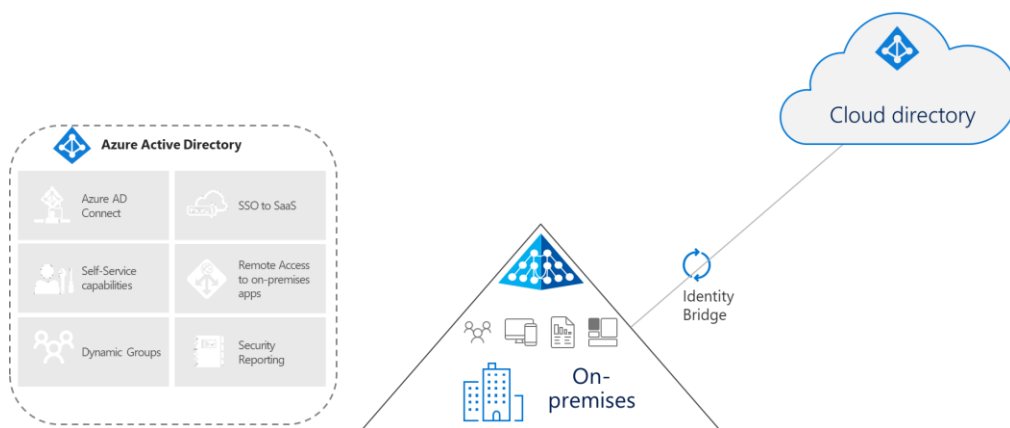 Azure Active Directory
Azure AD
Connect
SSO to SaaS
Self-Service
capabilities
Remote Access
to on-premises
apps
Dynamic Groups
Security
Reporting
On-
premises
Identity
Bridge
Cloud directory